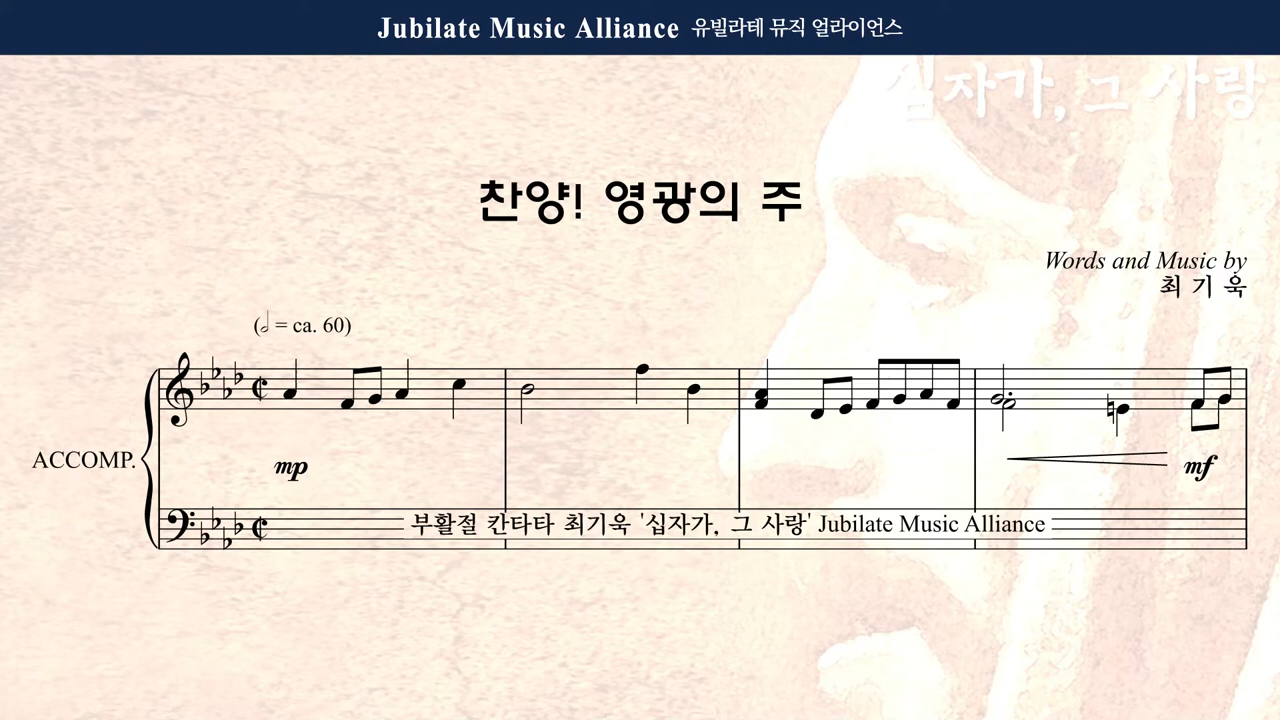 Jubilate Music Alliance 유빌라테 뮤직 얼라이언스
십자가, 그 사랑
찬양! 영광의 주
Words and Music by
최 기 욱
(𝅗𝅥 = ca. 60)
ACCOMP.
mp
mf
부활절 칸타타 최기욱 '십자가, 그 사랑' Jubilate Music Alliance